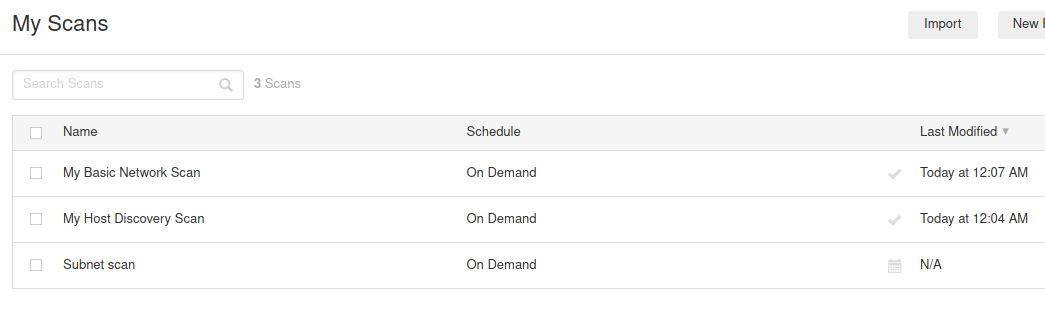 My Scans
Import
New
Search Scans
3 Scans
Name Schedule Last Modified
My Basic Network Scan On Demand Today at 12:07 AM
My Host Discovery Scan On Demand Today at 12:04 AM
Subnet scan On Demand N/A